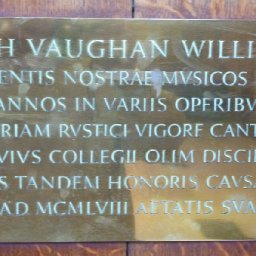 H VAUGHAN WILLI
ENTIS NOSTRAE MVSICOS
ANNOS IN VARIIS OPERIBV
RIAM RVSTICI VIGORE CANT
VIVS COLLEGII OLIM DISCI
S TANDEM HONORIS CAVSA
AD MCMLVIII AETATIS SVA